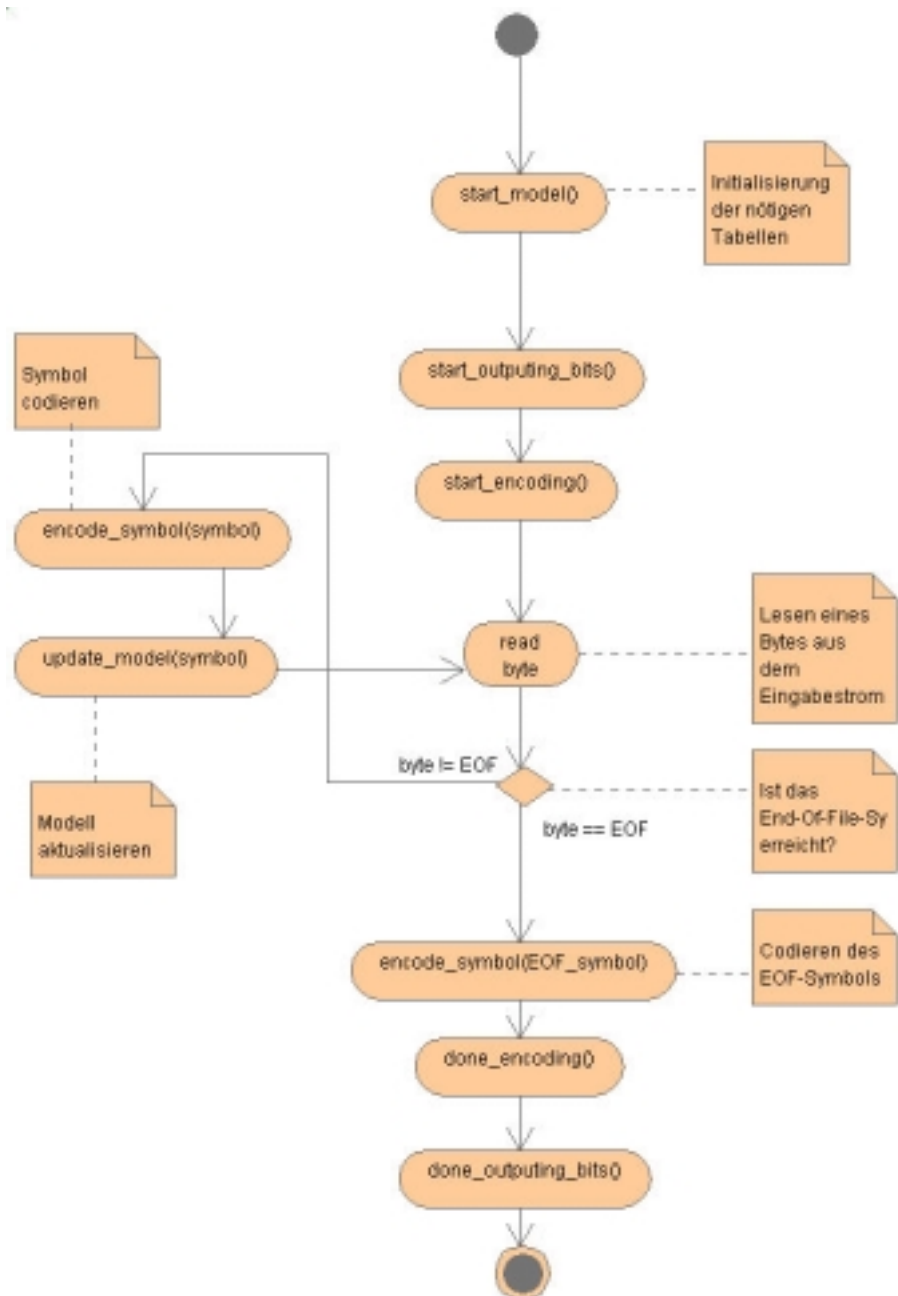 start_model()
Initialisierung
der nötigen
Tabellen
start_outputing_bits()
Symbol
codieren
start_encoding()
encode_symbol(symbol)
Lesen eines
Bytes aus
dem
Eingabestrom
read
byte
update_model(symbol)
byte != EOF
Ist das
End-Of-File-Sy
erreicht?
byte == EOF
Modell
aktualisieren
encode_symbol(EOF_symbol)
Codieren des
EOF-Symbols
done_encoding()
done_outputing_bits()